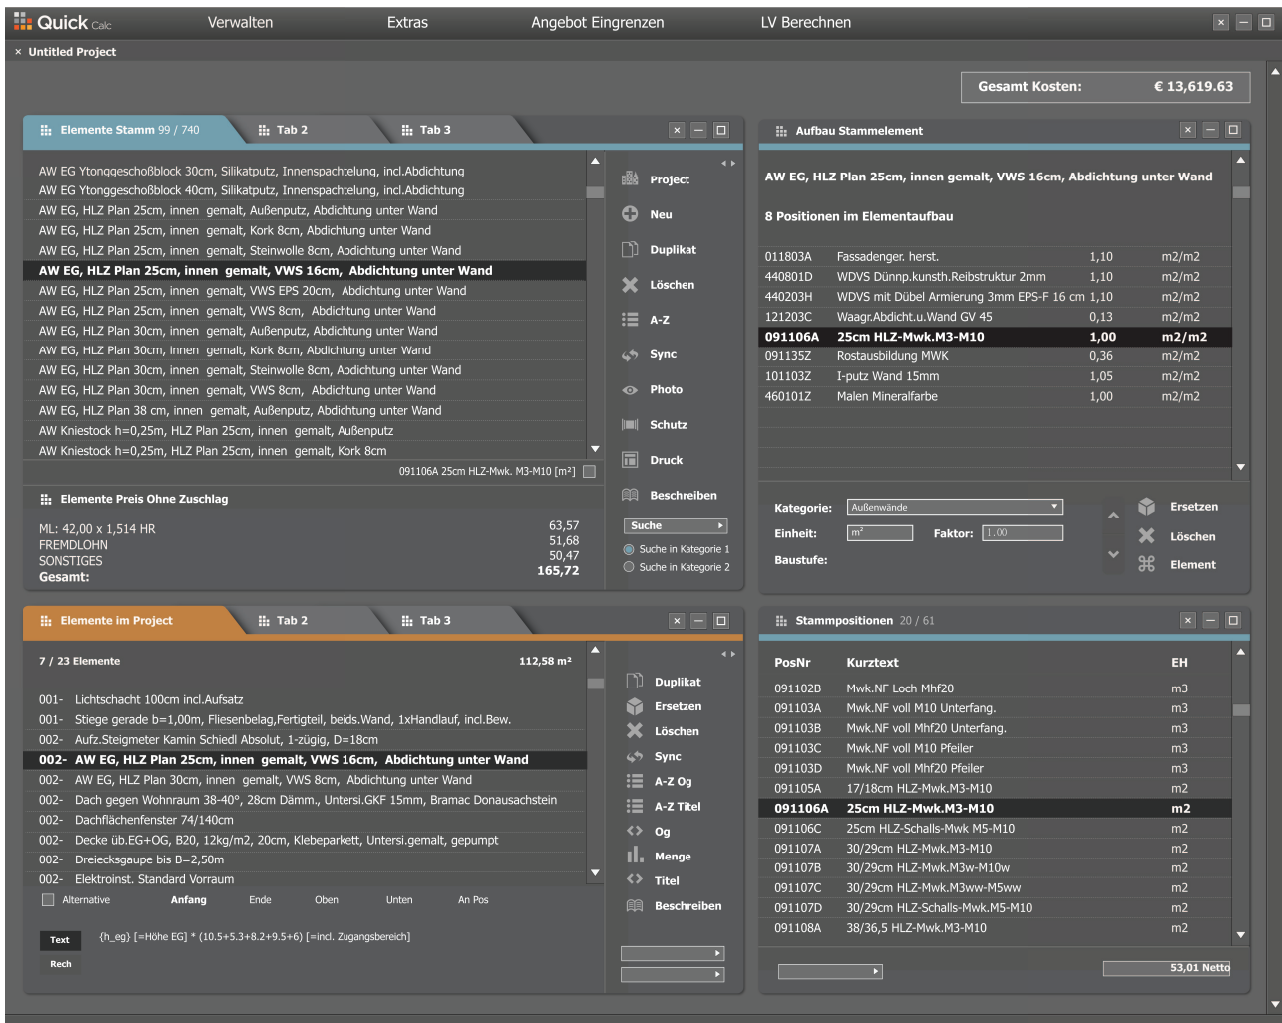 Quick Calc Verwalten Extras Angebot Eingrenzen LV Berechnen
× Untitled Project
Gesamt Kosten: € 13,619.63
Elemente Stamm 99 / 740 Tab 2 Tab 3
AW EG Ytonggeschoßblock 30cm, Silikatputz, Innenspachtelung, incl.Abdichtung
AW EG Ytonggeschoßblock 40cm, Silikatputz, Innenspachtelung, incl.Abdichtung
AW EG, HLZ Plan 25cm, innen gemalt, Außenputz, Abdichtung unter Wand
AW EG, HLZ Plan 25cm, innen gemalt, Kork 8cm, Abdichtung unter Wand
AW EG, HLZ Plan 25cm, innen gemalt, Steinwolle 8cm, Abdichtung unter Wand
AW EG, HLZ Plan 25cm, innen gemalt, VWS 16cm, Abdichtung unter Wand
AW EG, HLZ Plan 25cm, innen gemalt, VWS EPS 20cm, Abdichtung unter Wand
AW EG, HLZ Plan 25cm, innen gemalt, VWS 8cm, Abdichtung unter Wand
AW EG, HLZ Plan 30cm, innen gemalt, Außenputz, Abdichtung unter Wand
AW EG, HLZ Plan 30cm, innen gemalt, Kork 8cm, Abdichtung unter Wand
AW EG, HLZ Plan 30cm, innen gemalt, Steinwolle 8cm, Abdichtung unter Wand
AW EG, HLZ Plan 30cm, innen gemalt, VWS 8cm, Abdichtung unter Wand
AW EG, HLZ Plan 38 cm, innen gemalt, Außenputz, Abdichtung unter Wand
AW Kniestock h=0,25m, HLZ Plan 25cm, innen gemalt, Außenputz
AW Kniestock h=0,25m, HLZ Plan 25cm, innen gemalt, Kork 8cm
091106A 25cm HLZ-Mwk. M3-M10 [m²]
Elemente Preis Ohne Zuschlag
ML: 42,00 x 1,514 HR 63,57
FREMDLOHN 51,68
SONSTIGES 50,47
Gesamt: 165,72
Project
Neu
Duplikat
Löschen
A-Z
Sync
Photo
Schutz
Druck
Beschreiben
Suche
Suche in Kategorie 1
Suche in Kategorie 2
Aufbau Stammelement
AW EG, HLZ Plan 25cm, innen gemalt, VWS 16cm, Abdichtung unter Wand
8 Positionen im Elementaufbau
011803A Fassadenger. herst. 1,10 m2/m2
440801D WDVS Dünnp.kunsth.Reibstruktur 2mm 1,10 m2/m2
440203H WDVS mit Dübel Armierung 3mm EPS-F 16 cm 1,10 m2/m2
121203C Waagr.Abdicht.u.Wand GV 45 0,13 m2/m2
091106A 25cm HLZ-Mwk.M3-M10 1,00 m2/m2
091135Z Rostausbildung MWK 0,36 m2/m2
101103Z I-putz Wand 15mm 1,05 m2/m2
460101Z Malen Mineralfarbe 1,00 m2/m2
Kategorie: Außenwände
Einheit: m² Faktor: 1.00
Baustufe:
Ersetzen
Löschen
Element
Elemente im Project Tab 2 Tab 3
7 / 23 Elemente 112,58 m²
001- Lichtschacht 100cm incl.Aufsatz
001- Stiege gerade b=1,00m, Fliesenbelag,Fertigteil, beids.Wand, 1xHandlauf, incl.Bew.
002- Aufz.Steigmeter Kamin Schiedl Absolut, 1-zügig, D=18cm
002- AW EG, HLZ Plan 25cm, innen gemalt, VWS 16cm, Abdichtung unter Wand
002- AW EG, HLZ Plan 30cm, innen gemalt, VWS 8cm, Abdichtung unter Wand
002- Dach gegen Wohnraum 38-40°, 28cm Dämm., Untersi.GKF 15mm, Bramac Donausachstein
002- Dachflächenfenster 74/140cm
002- Decke üb.EG+OG, B20, 12kg/m2, 20cm, Klebeparkett, Untersi.gemalt, gepumpt
002- Dreiecksgaupe bis B=2,50m
002- Elektroinst. Standard Vorraum
Alternative Anfang Ende Oben Unten An Pos
Text {h_eg} [=Höhe EG] * (10.5+5.3+8.2+9.5+6) [=incl. Zugangsbereich]
Rech
Duplikat
Ersetzen
Löschen
Sync
A-Z Og
A-Z Titel
Og
Menge
Titel
Beschreiben
Stammpositionen 20 / 61
PosNr Kurztext EH
091102D Mwk.NF Loch Mhf20 m3
091103A Mwk.NF voll M10 Unterfang. m3
091103B Mwk.NF voll Mhf20 Unterfang. m3
091103C Mwk.NF voll M10 Pfeiler m3
091103D Mwk.NF voll Mhf20 Pfeiler m3
091105A 17/18cm HLZ-Mwk.M3-M10 m2
091106A 25cm HLZ-Mwk.M3-M10 m2
091106C 25cm HLZ-Schalls-Mwk M5-M10 m2
091107A 30/29cm HLZ-Mwk.M3-M10 m2
091107B 30/29cm HLZ-Mwk.M3w-M10w m2
091107C 30/29cm HLZ-Mwk.M3ww-M5ww m2
091107D 30/29cm HLZ-Schalls-Mwk.M5-M10 m2
091108A 38/36,5 HLZ-Mwk.M3-M10 m2
53,01 Netto